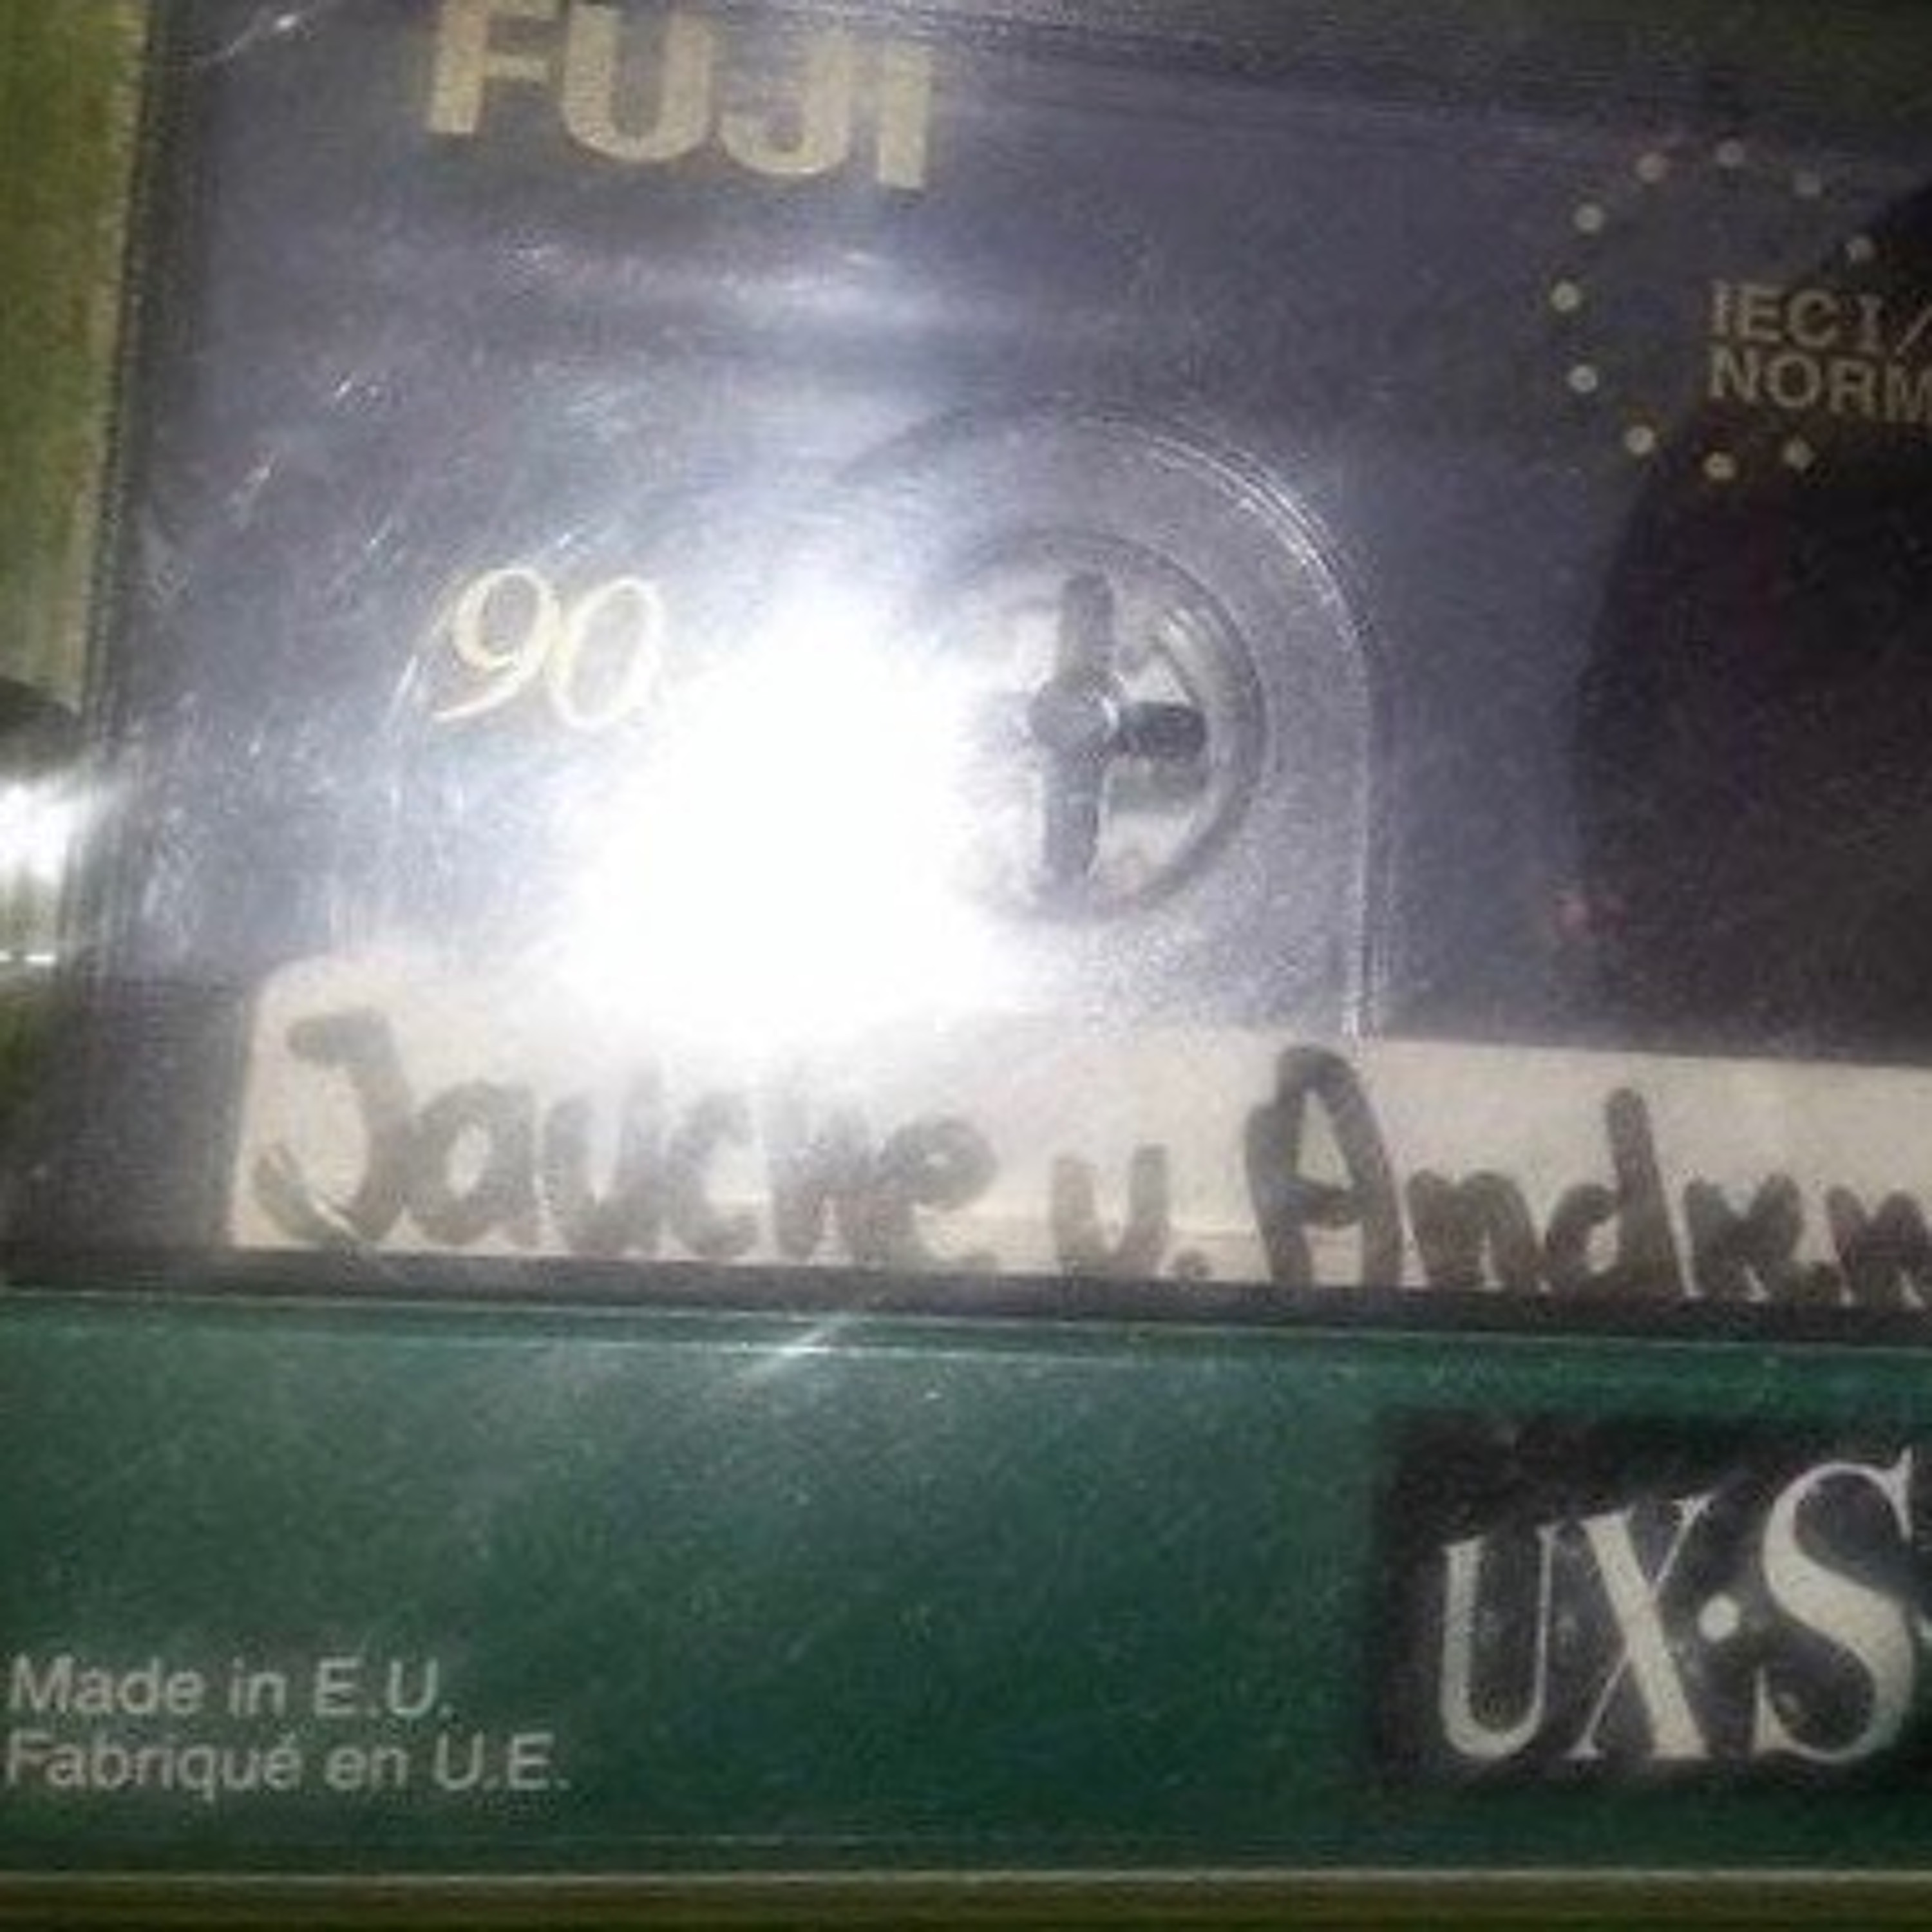 FUJI
IEC I/
NORM
90
Jauche u. Andr
Made in E.U.
Fabriqué en U.E.
UX·S